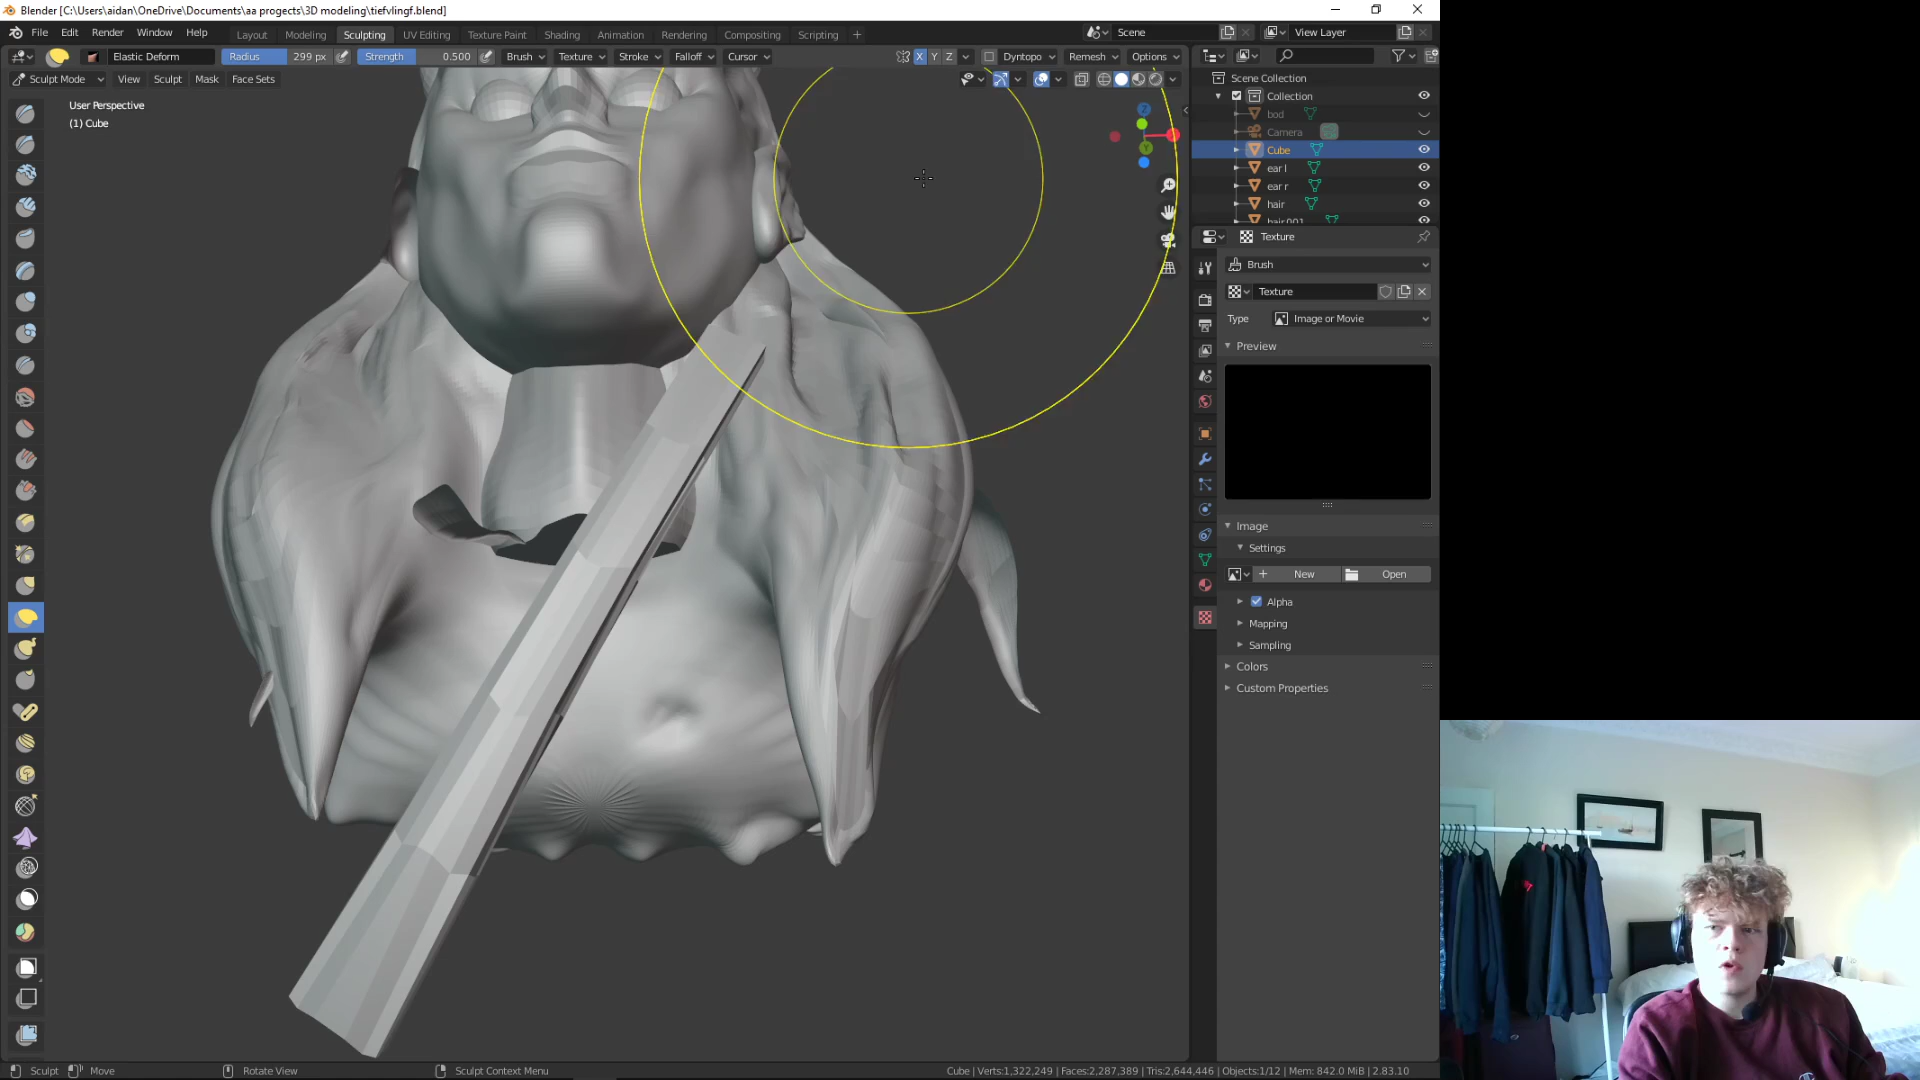 Blender [C:\Users\aidan\OneDrive\Documents\aa progects\3D modeling\tiefvlingf.blend]
File Edit Render Window Help Layout Modeling Sculpting UV Editing Texture Paint Shading Animation Rendering Compositing Scripting + Scene View Layer
Elastic Deform Radius 299 px Strength 0.500 Brush Texture Stroke Falloff Cursor X Y Z Dyntopo Remesh Options
Sculpt Mode View Sculpt Mask Face Sets
User Perspective
(1) Cube
Z
Y
Scene Collection
Collection
bod
Camera
Cube
ear l
ear r
hair
hair.001
Texture
Brush
Texture
Type Image or Movie
Preview
Image
Settings
New Open
Alpha
Mapping
Sampling
Colors
Custom Properties
Sculpt Move Rotate View Sculpt Context Menu Cube | Verts:1,322,249 | Faces:2,287,389 | Tris:2,644,446 | Objects:1/12 | Mem: 842.0 MiB | 2.83.10